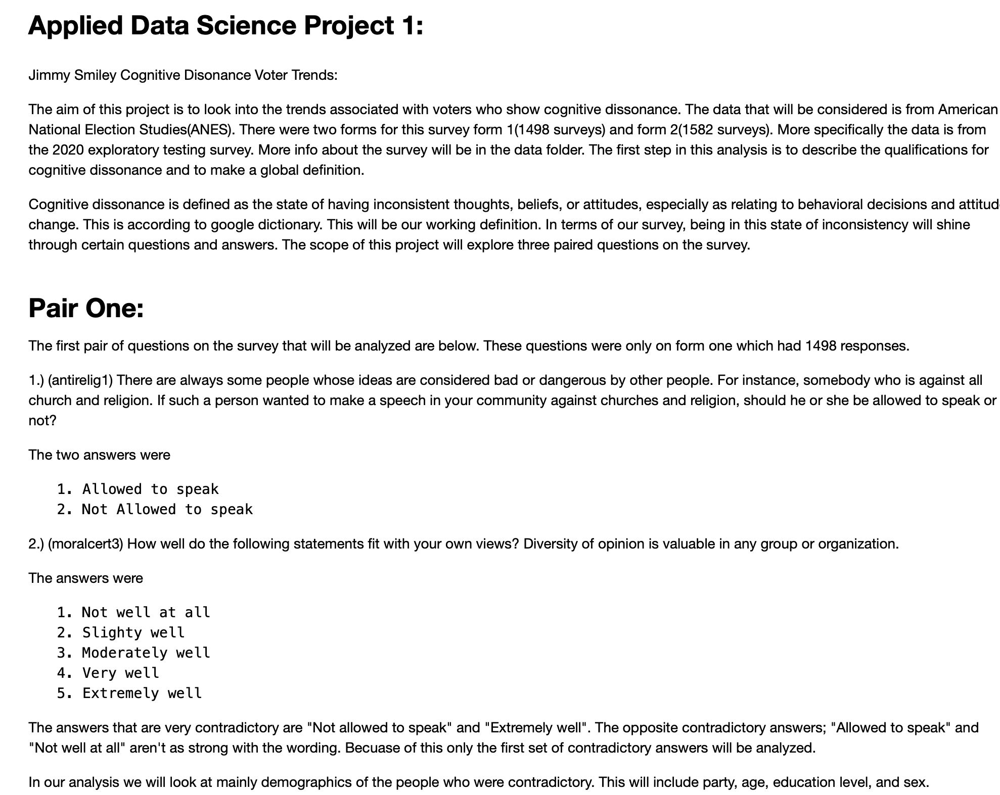 Applied Data Science Project 1:
Jimmy Smiley Cognitive Disonance Voter Trends:
The aim of this project is to look into the trends associated with voters who show cognitive dissonance. The data that will be considered is from American
National Election Studies(ANES). There were two forms for this survey form 1(1498 surveys) and form 2(1582 surveys). More specifically the data is from
the 2020 exploratory testing survey. More info about the survey will be in the data folder. The first step in this analysis is to describe the qualifications for
cognitive dissonance and to make a global definition.
Cognitive dissonance is defined as the state of having inconsistent thoughts, beliefs, or attitudes, especially as relating to behavioral decisions and attitud
change. This is according to google dictionary. This will be our working definition. In terms of our survey, being in this state of inconsistency will shine
through certain questions and answers. The scope of this project will explore three paired questions on the survey.
Pair One:
The first pair of questions on the survey that will be analyzed are below. These questions were only on form one which had 1498 responses.
1.) (antirelig1) There are always some people whose ideas are considered bad or dangerous by other people. For instance, somebody who is against all
church and religion. If such a person wanted to make a speech in your community against churches and religion, should he or she be allowed to speak or
not?
The two answers were
1. Allowed to speak
2. Not Allowed to speak
2.) (moralcert3) How well do the following statements fit with your own views? Diversity of opinion is valuable in any group or organization.
The answers were
1. Not well at all
2. Slighty well
3. Moderately well
4. Very well
5. Extremely well
The answers that are very contradictory are "Not allowed to speak" and "Extremely well". The opposite contradictory answers; "Allowed to speak" and
"Not well at all" aren't as strong with the wording. Becuase of this only the first set of contradictory answers will be analyzed.
In our analysis we will look at mainly demographics of the people who were contradictory. This will include party, age, education level, and sex.